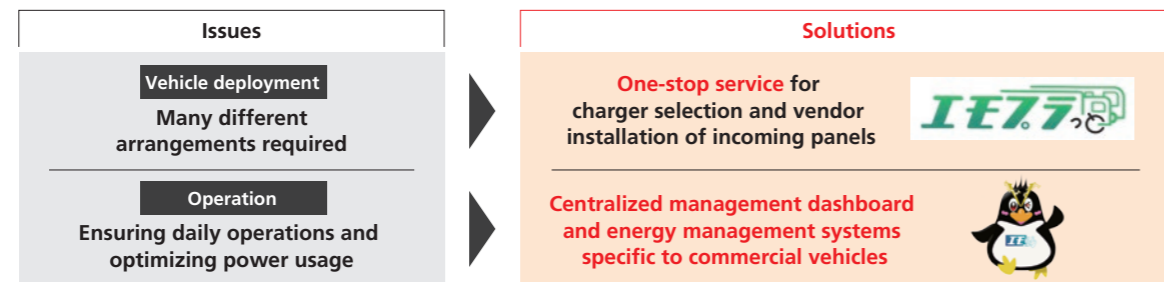 Issues
Solutions
Vehicle deployment
Many different
arrangements required
One-stop service for
charger selection and vendor
installation of incoming panels
エモプラっと
Operation
Ensuring daily operations and
optimizing power usage
Centralized management dashboard
and energy management systems
specific to commercial vehicles